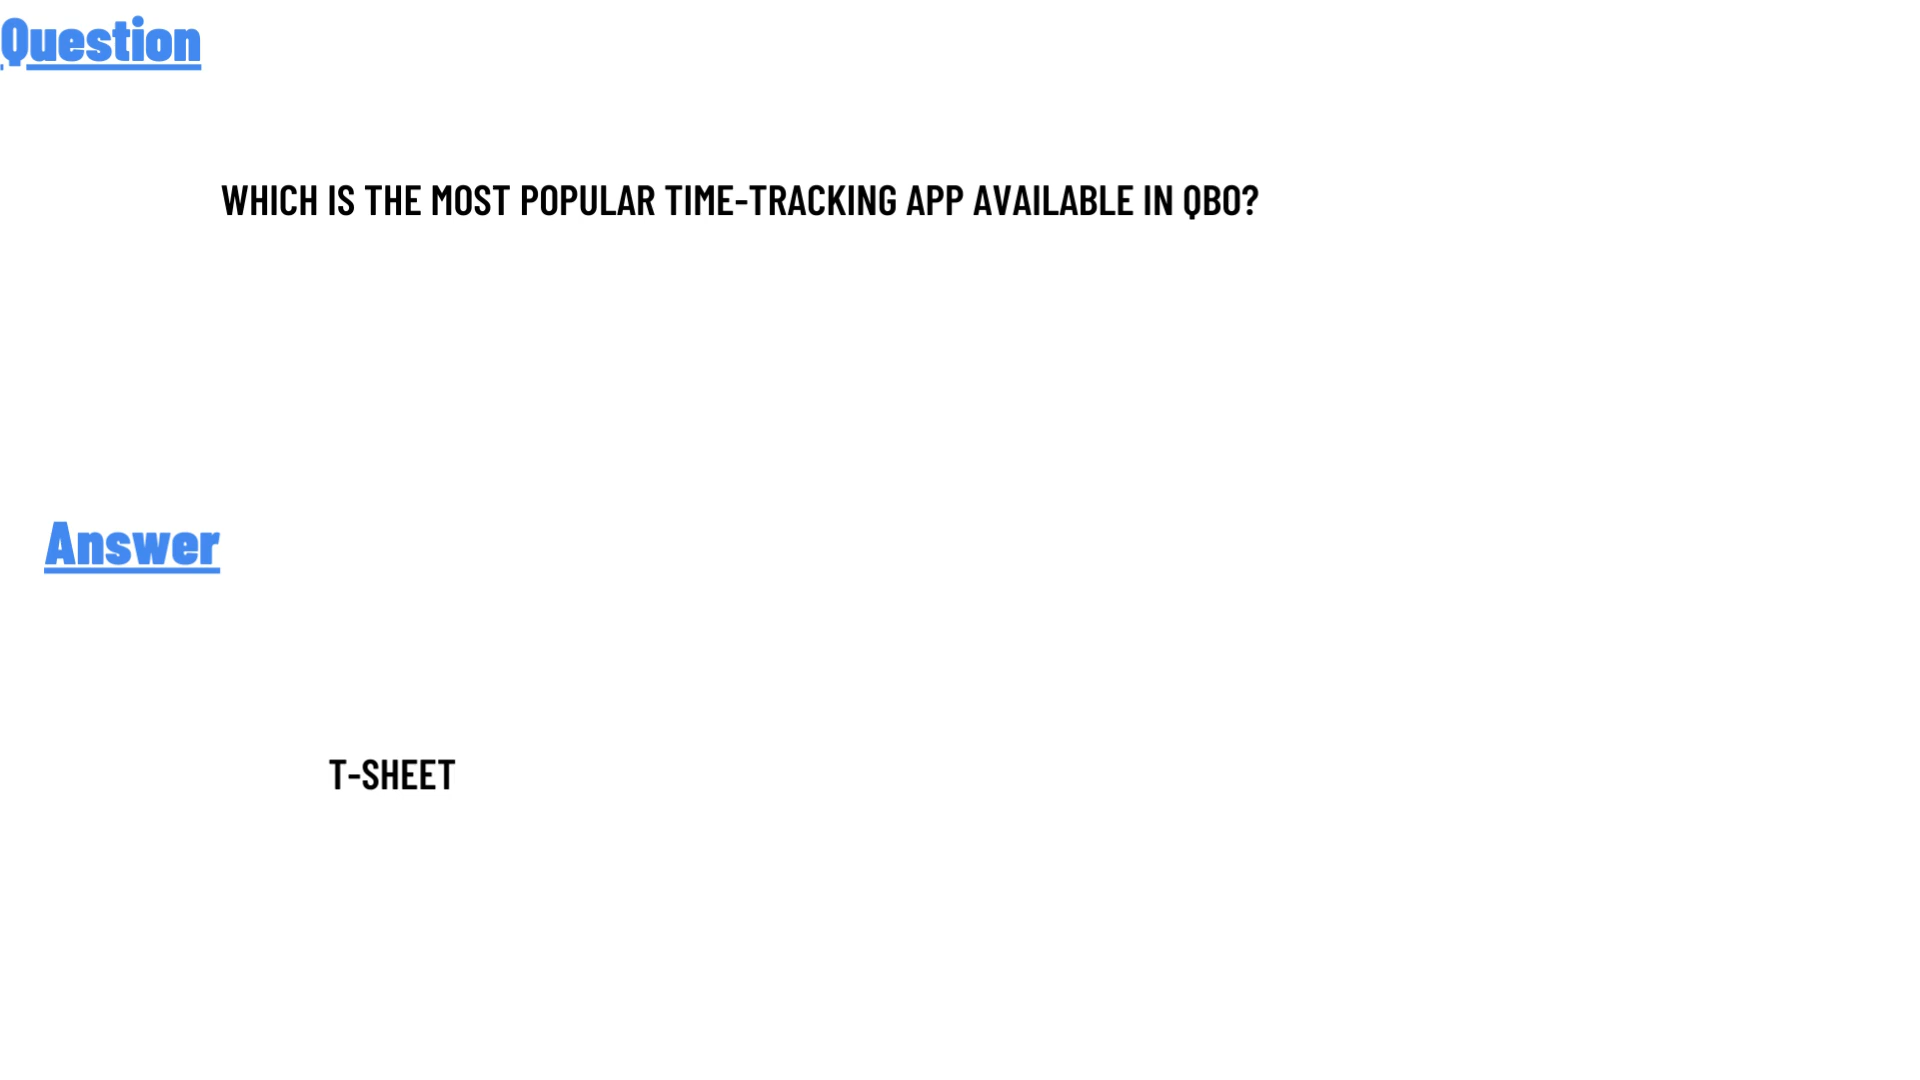 Question
WHICH IS THE MOST POPULAR TIME-TRACKING APP AVAILABLE IN QBO?
Answer
T-SHEET